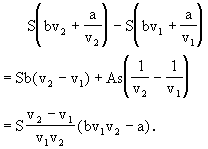 S(bv₂ + a/v₂) − S(bv₁ + a/v₁)
= Sb(v₂ − v₁) + As(1/v₂ − 1/v₁)
= S (v₂ − v₁)/(v₁v₂) (bv₁v₂ − a).